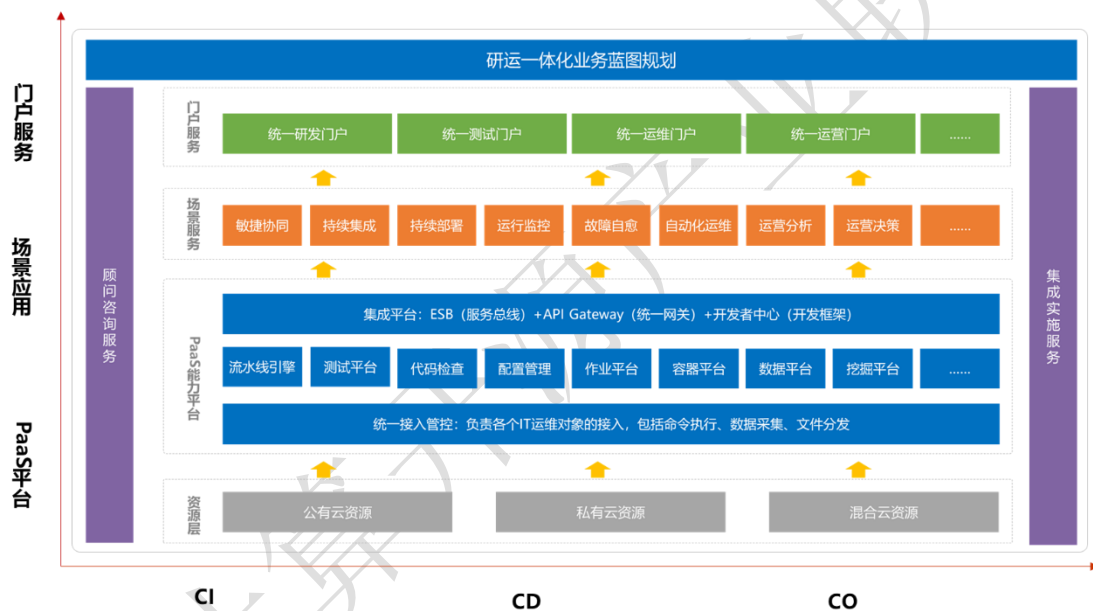 研运一体化业务蓝图规划
门户服务
门户服务
统一研发门户
统一测试门户
统一运维门户
统一运营门户
......
场景应用
场景服务
敏捷协同
持续集成
持续部署
运行监控
故障自愈
自动化运维
运营分析
运营决策
......
顾问咨询服务
集成实施服务
PaaS平台
PaaS能力平台
集成平台：ESB（服务总线）+API Gateway（统一网关）+开发者中心（开发框架）
流水线引擎
测试平台
代码检查
配置管理
作业平台
容器平台
数据平台
挖掘平台
......
统一接入管控：负责各个IT运维对象的接入，包括命令执行、数据采集、文件分发
资源层
公有云资源
私有云资源
混合云资源
CI
CD
CO